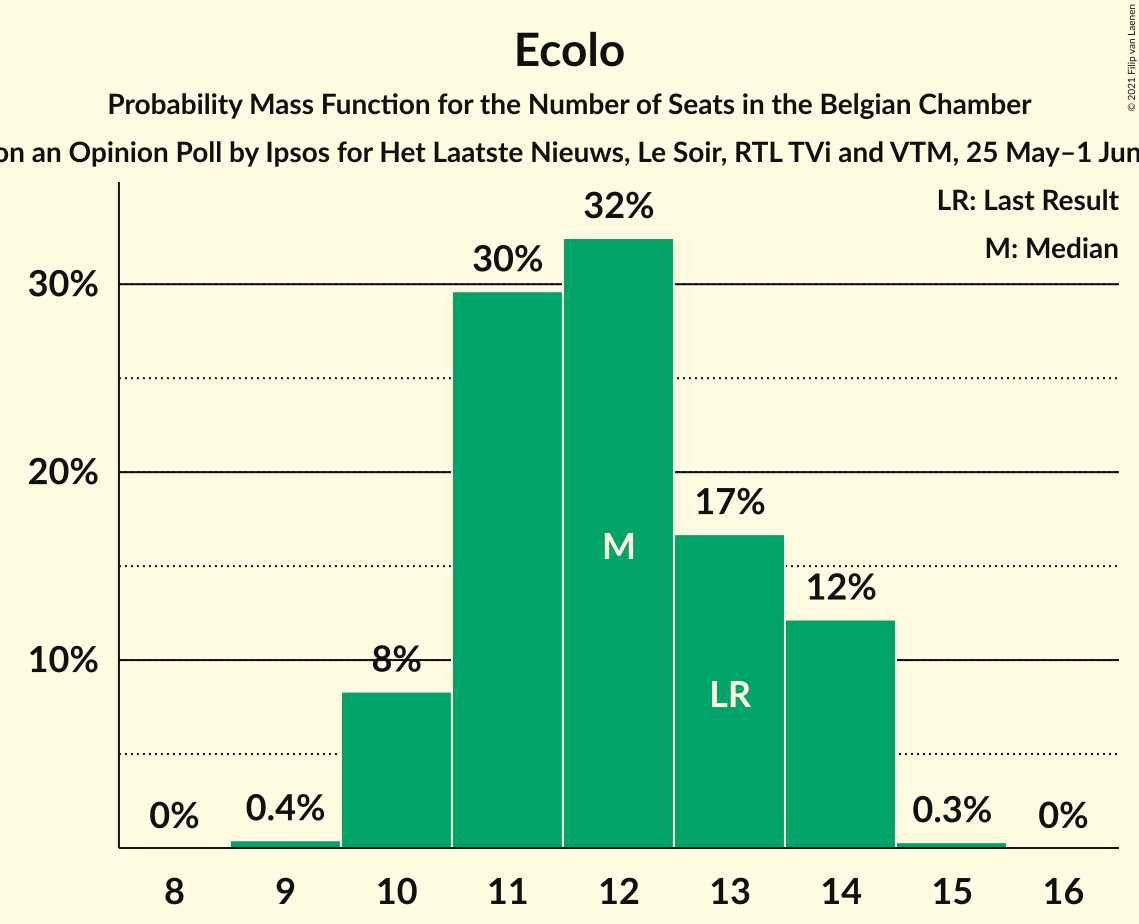 Ecolo
Probability Mass Function for the Number of Seats in the Belgian Chamber
on an Opinion Poll by Ipsos for Het Laatste Nieuws, Le Soir, RTL TVi and VTM, 25 May–1 Jun
© 2021 Filip van Laenen
LR: Last Result
M: Median
30%
20%
10%
0%
0.4%
8%
30%
32%
17%
12%
0.3%
0%
M
LR
8 9 10 11 12 13 14 15 16